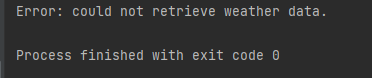 Error: could not retrieve weather data.
Process finished with exit code 0